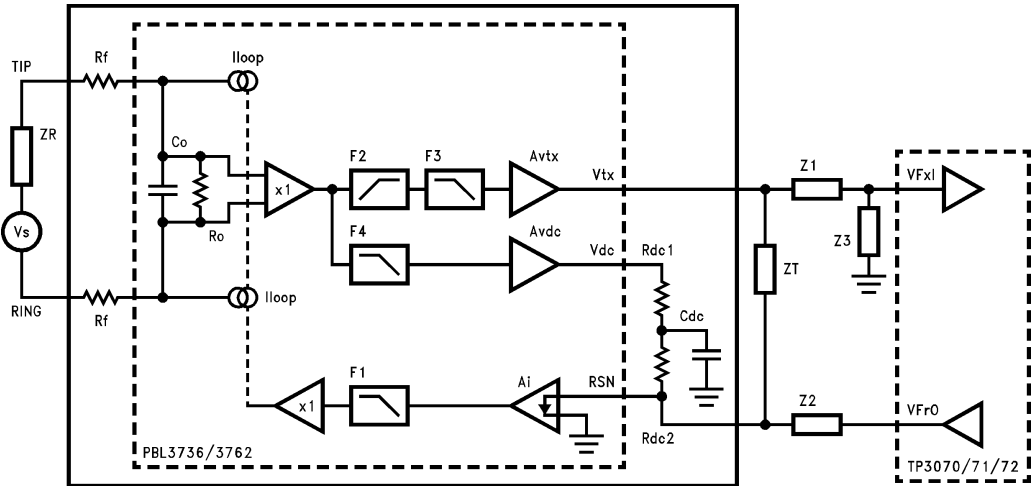 Rf
Iloop
TIP
ZR
Co
F2
F3
Avtx
Vtx
Z1
VFxI
x1
Vs
Ro
F4
Avdc
Vdc
Rdc1
Z3
ZT
Iloop
RING
Rf
Cdc
F1
Ai
RSN
Z2
VFrO
x1
Rdc2
PBL3736/3762
TP3070/71/72